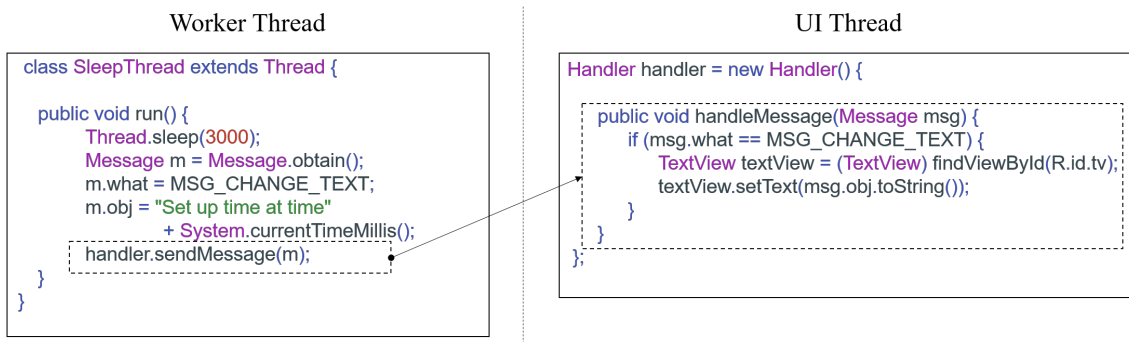 Worker Thread
class SleepThread extends Thread {
public void run() {
Thread.sleep(3000);
Message m = Message.obtain();
m.what = MSG_CHANGE_TEXT;
m.obj = "Set up time at time"
+ System.currentTimeMillis();
handler.sendMessage(m);
}
}
UI Thread
Handler handler = new Handler() {
public void handleMessage(Message msg) {
if (msg.what == MSG_CHANGE_TEXT) {
TextView textView = (TextView) findViewById(R.id.tv);
textView.setText(msg.obj.toString());
}
}
};